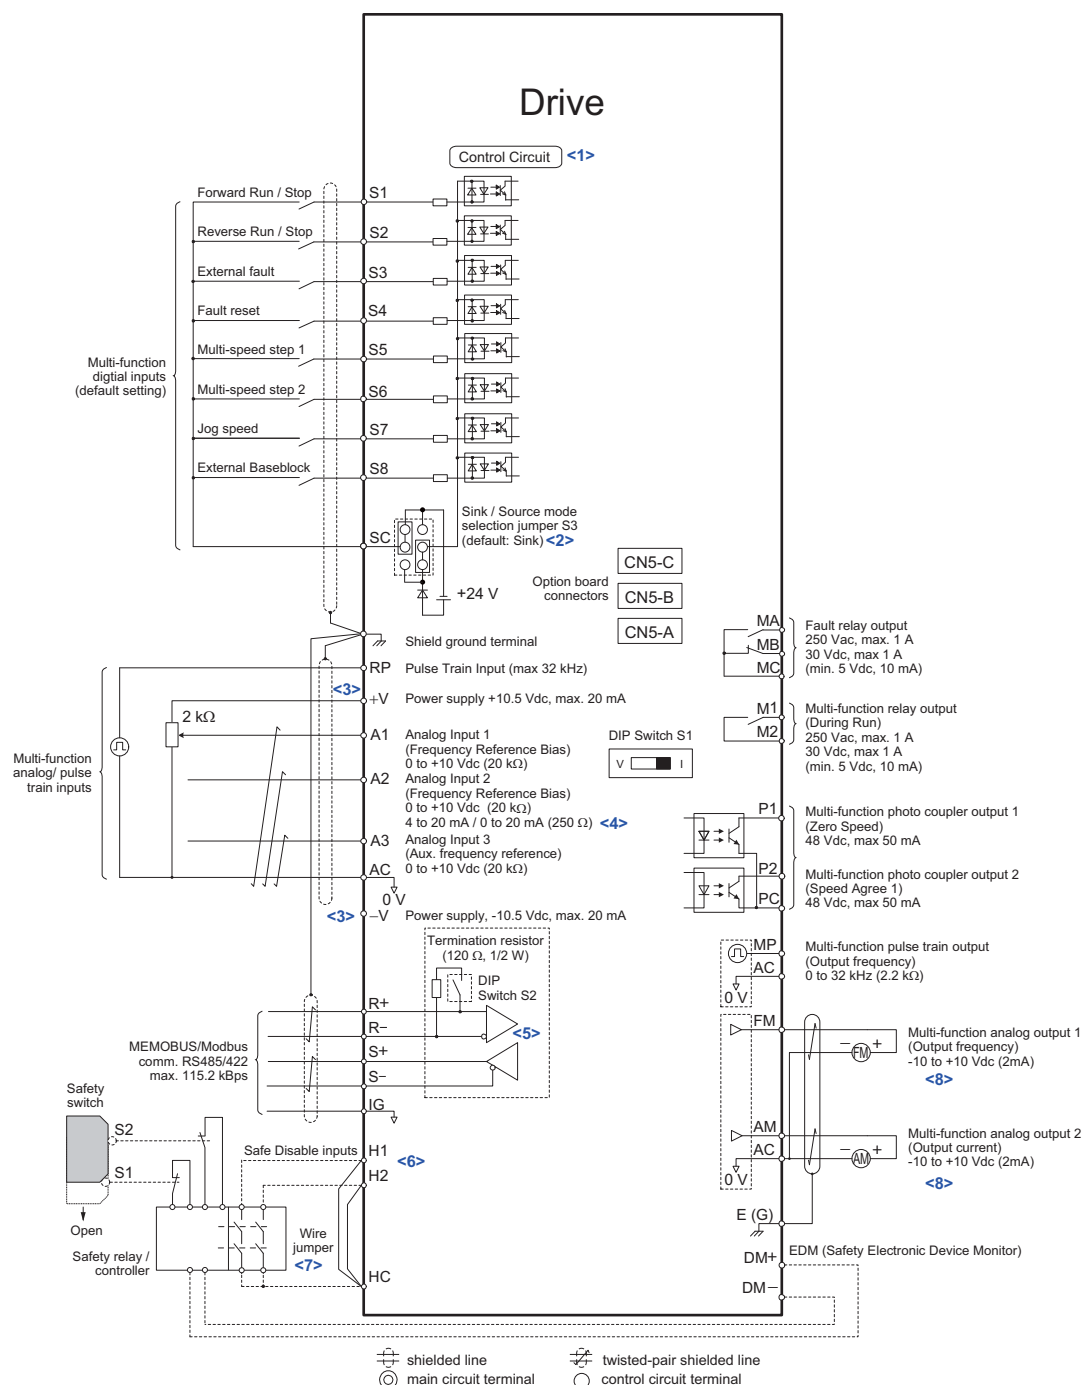 Drive
Control Circuit <1>
Forward Run / Stop
S1
Reverse Run / Stop
S2
External fault
S3
Fault reset
S4
Multi-speed step 1
S5
Multi-speed step 2
S6
Jog speed
S7
External Baseblock
S8
Multi-function
digtial inputs
(default setting)
SC
Sink / Source mode
selection jumper S3
(default: Sink) <2>
+24 V
Option board
connectors
CN5-C
CN5-B
CN5-A
Shield ground terminal
RP
Pulse Train Input (max 32 kHz)
<3>
+V
Power supply +10.5 Vdc, max. 20 mA
2 kΩ
A1
Analog Input 1
(Frequency Reference Bias)
0 to +10 Vdc (20 kΩ)
A2
Analog Input 2
(Frequency Reference Bias)
0 to +10 Vdc (20 kΩ)
4 to 20 mA / 0 to 20 mA (250 Ω) <4>
A3
Analog Input 3
(Aux. frequency reference)
0 to +10 Vdc (20 kΩ)
AC
0 V
Multi-function
analog/ pulse
train inputs
<3>
−V
Power supply, -10.5 Vdc, max. 20 mA
Termination resistor
(120 Ω, 1/2 W)
DIP
Switch S2
<5>
R+
R−
S+
S−
IG
MEMOBUS/Modbus
comm. RS485/422
max. 115.2 kBps
Safety
switch
S2
S1
Open
Safety relay /
controller
Safe Disable inputs
H1
<6>
H2
Wire
jumper
<7>
HC
MA
MB
MC
Fault relay output
250 Vac, max. 1 A
30 Vdc, max 1 A
(min. 5 Vdc, 10 mA)
M1
M2
Multi-function relay output
(During Run)
250 Vac, max. 1 A
30 Vdc, max 1 A
(min. 5 Vdc, 10 mA)
DIP Switch S1
V I
P1
Multi-function photo coupler output 1
(Zero Speed)
48 Vdc, max 50 mA
P2
PC
Multi-function photo coupler output 2
(Speed Agree 1)
48 Vdc, max 50 mA
MP
AC
0 V
Multi-function pulse train output
(Output frequency)
0 to 32 kHz (2.2 kΩ)
FM
− FM +
Multi-function analog output 1
(Output frequency)
-10 to +10 Vdc (2mA)
<8>
AM
AC
0 V
− AM +
Multi-function analog output 2
(Output current)
-10 to +10 Vdc (2mA)
<8>
E (G)
EDM (Safety Electronic Device Monitor)
DM+
DM−
shielded line
twisted-pair shielded line
main circuit terminal
control circuit terminal